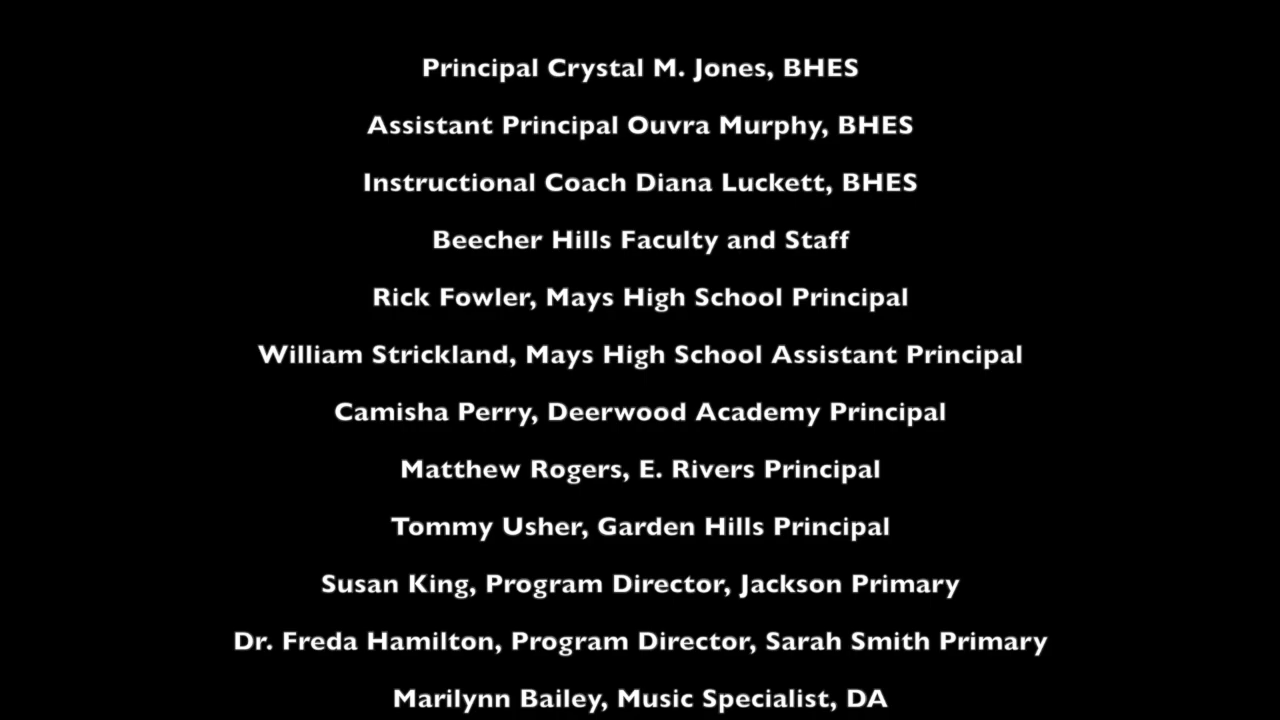 Principal Crystal M. Jones, BHES
Assistant Principal Ouvra Murphy, BHES
Instructional Coach Diana Luckett, BHES
Beecher Hills Faculty and Staff
Rick Fowler, Mays High School Principal
William Strickland, Mays High School Assistant Principal
Camisha Perry, Deerwood Academy Principal
Matthew Rogers, E. Rivers Principal
Tommy Usher, Garden Hills Principal
Susan King, Program Director, Jackson Primary
Dr. Freda Hamilton, Program Director, Sarah Smith Primary
Marilynn Bailey, Music Specialist, DA